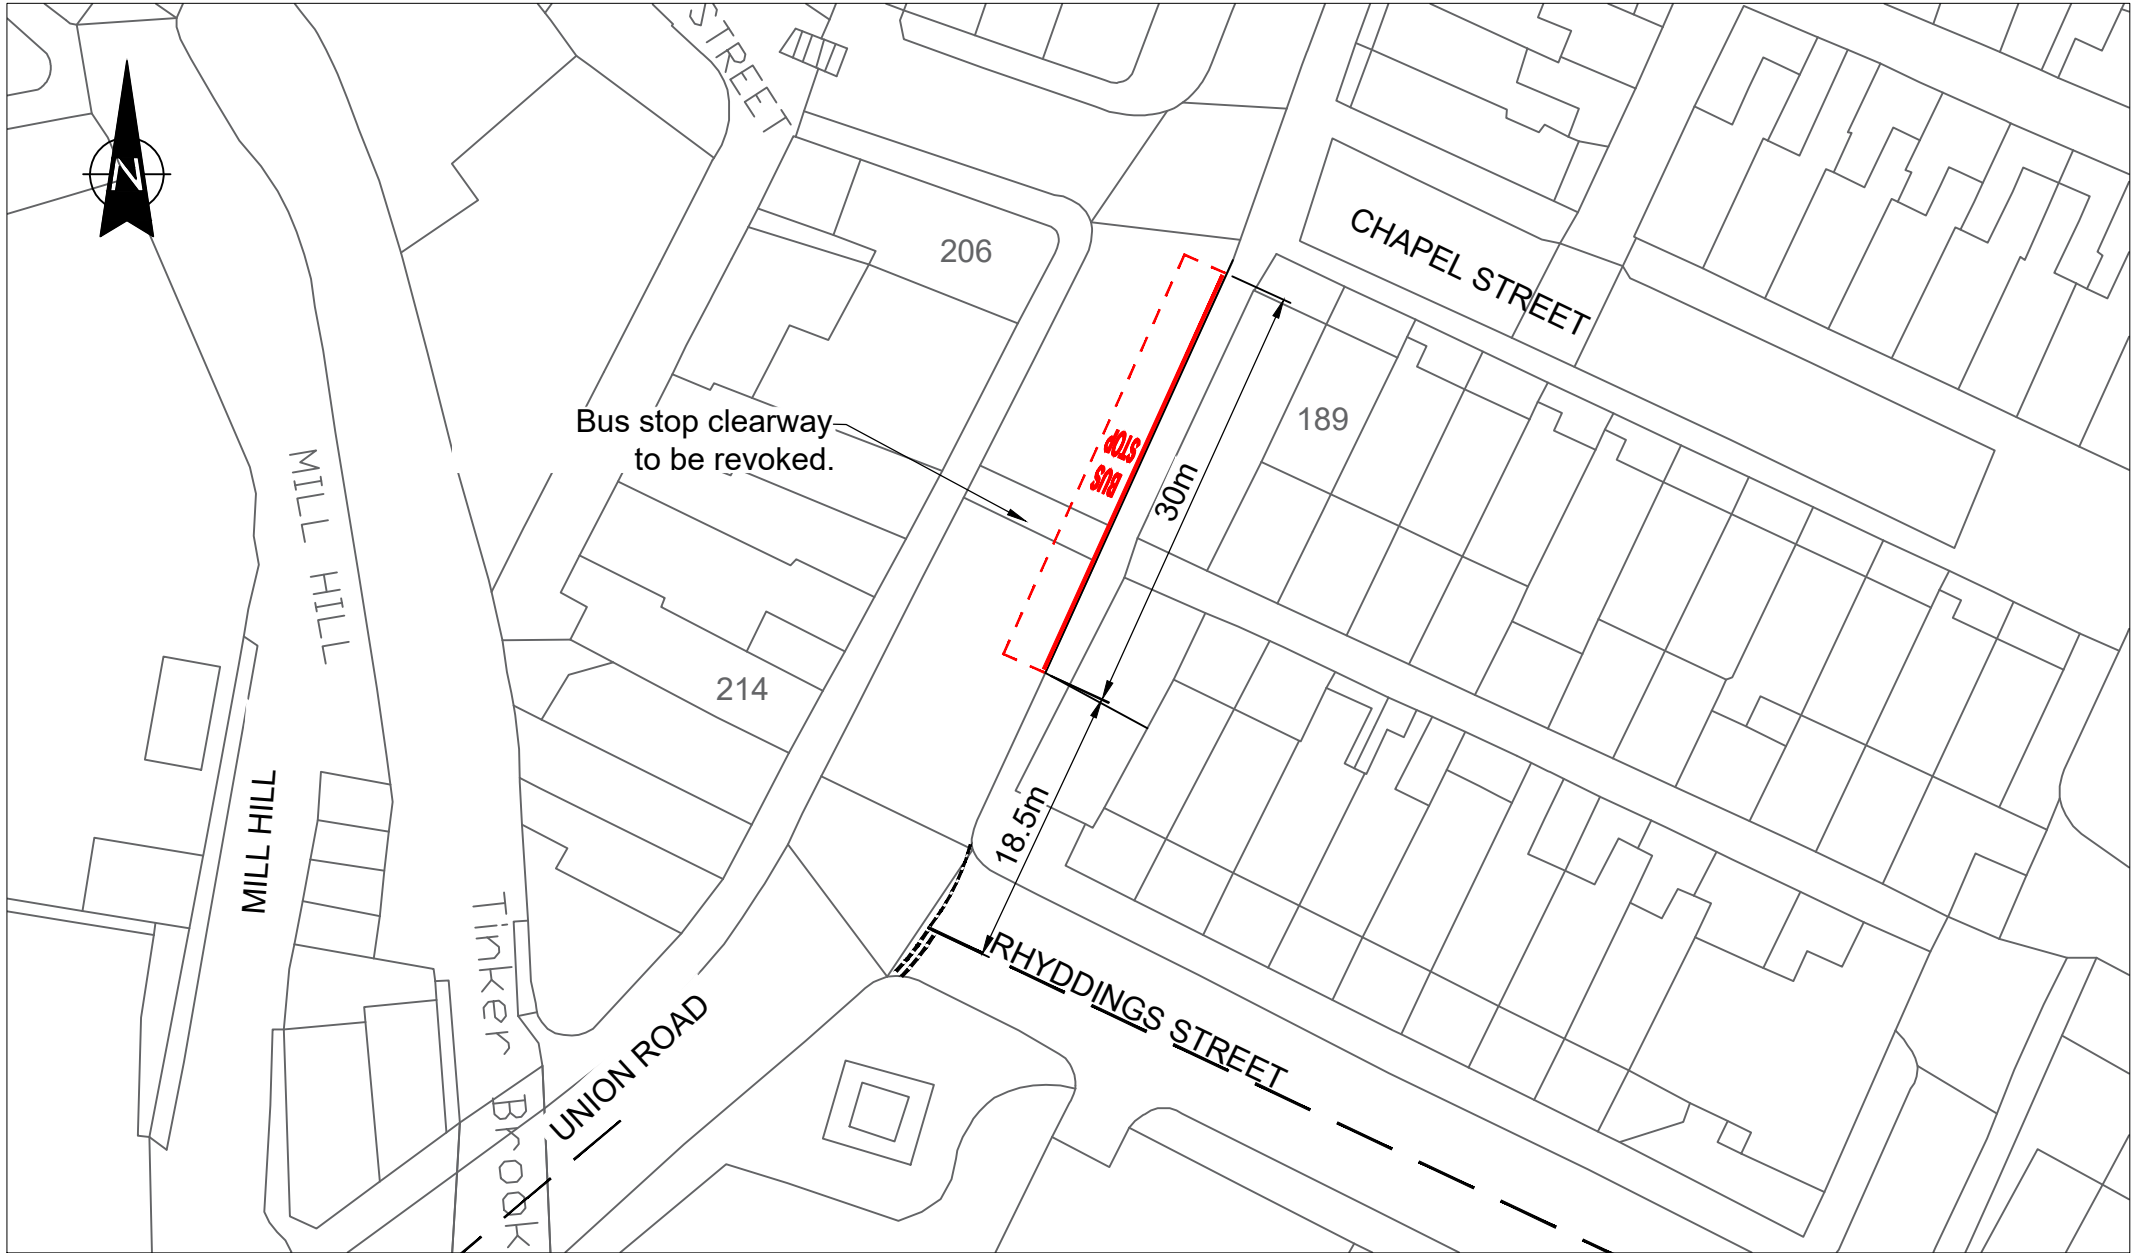 STREET
N
206
CHAPEL STREET
189
Bus stop clearway
to be revoked.
BUS
STOP
30m
MILL HILL
214
18.5m
MILL HILL
Tinker Brook
RHYDDINGS STREET
UNION ROAD